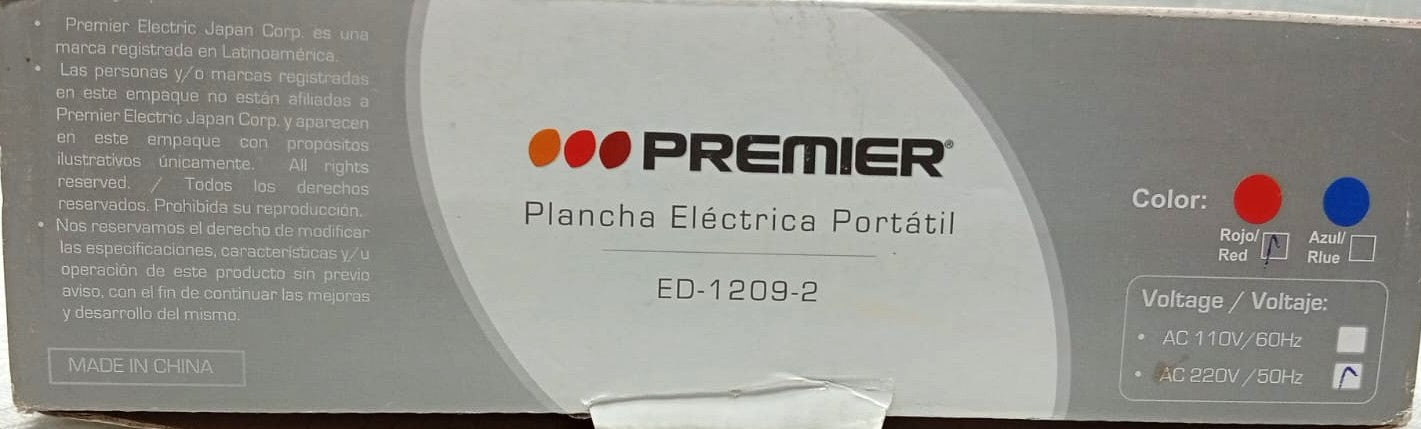 • Premier Electric Japan Corp. es una
marca registrada en Latinoamérica.
• Las personas y/o marcas registradas
en este empaque no están afiliadas a
Premier Electric Japan Corp. y aparecen
en este empaque con propósitos
ilustrativos únicamente. All rights
reserved. / Todos los derechos
reservados. Prohibida su reproducción.
• Nos reservamos el derecho de modificar
las especificaciones, características y/u
operación de este producto sin previo
aviso, con el fin de continuar las mejoras
y desarrollo del mismo.
MADE IN CHINA
PREMIER®
Plancha Eléctrica Portátil
ED-1209-2
Color:
Rojo/
Red
Azul/
Rlue
Voltage / Voltaje:
• AC 110V/60Hz
• AC 220V/50Hz